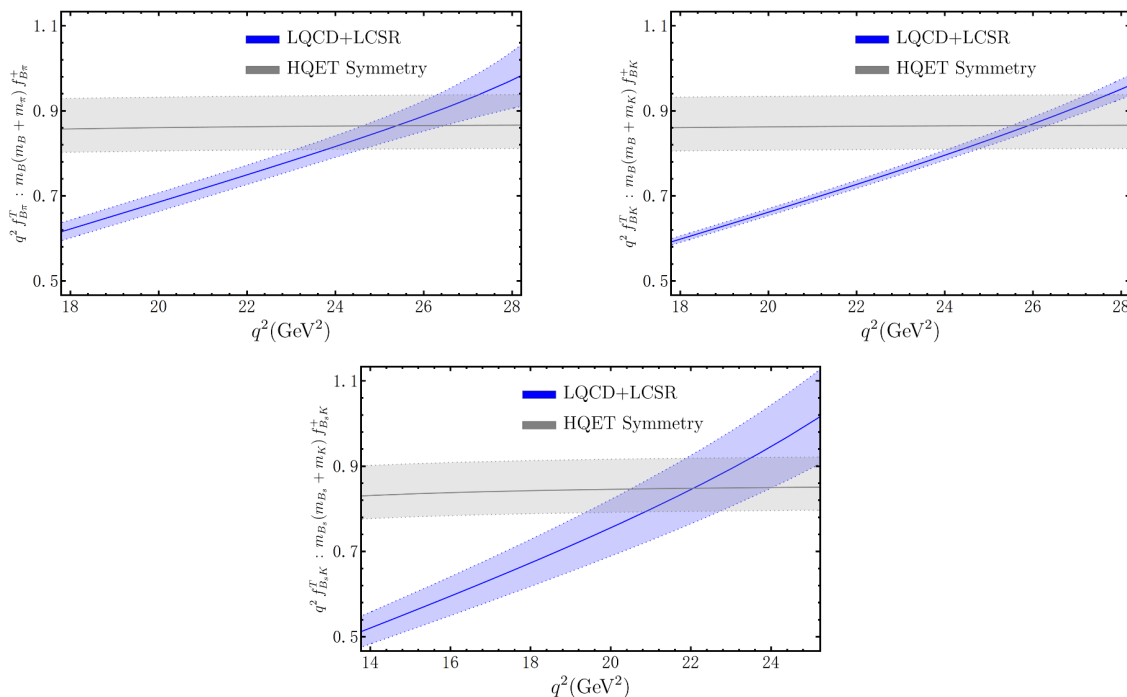 1.1
0.9
0.7
0.5
q² f^T_{Bπ} : m_B(m_B + m_π) f^+_{Bπ}
LQCD+LCSR
HQET Symmetry
18 20 22 24 26 28
q²(GeV²)
1.1
0.9
0.7
0.5
q² f^T_{BK} : m_B(m_B + m_K) f^+_{BK}
LQCD+LCSR
HQET Symmetry
18 20 22 24 26 28
q²(GeV²)
1.1
0.9
0.7
0.5
q² f^T_{B_sK} : m_{B_s}(m_{B_s} + m_K) f^+_{B_sK}
LQCD+LCSR
HQET Symmetry
14 16 18 20 22 24
q²(GeV²)